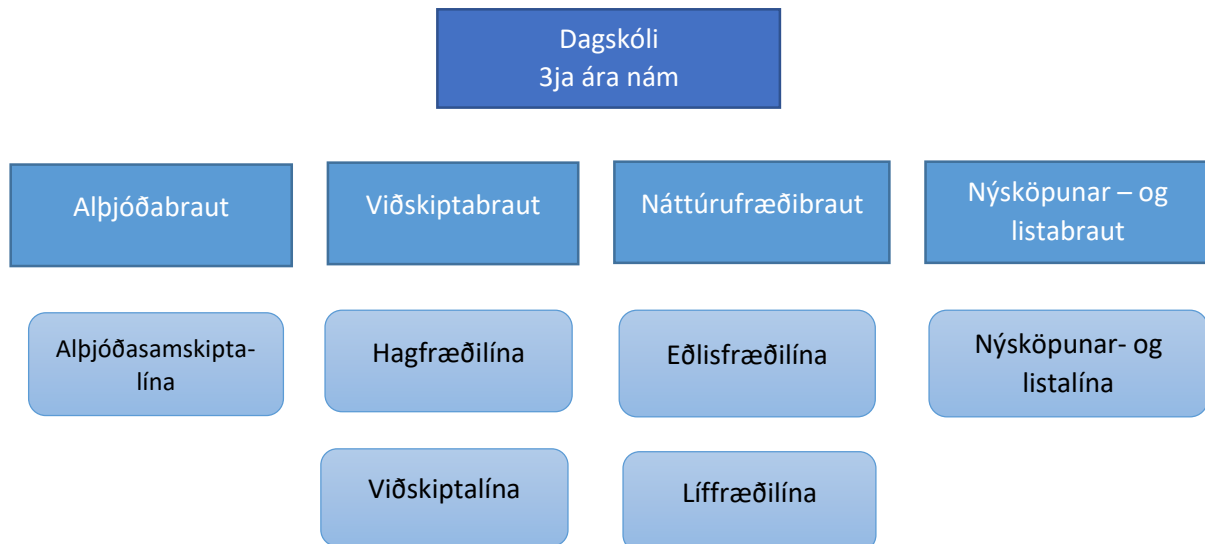 Dagskóli
3ja ára nám
Alþjóðabraut
Viðskiptabraut
Náttúrufræðibraut
Nýsköpunar – og
listabraut
Alþjóðasamskipta-
lína
Hagfræðilína
Eðlisfræðilína
Nýsköpunar- og
listalína
Viðskiptalína
Líffræðilína